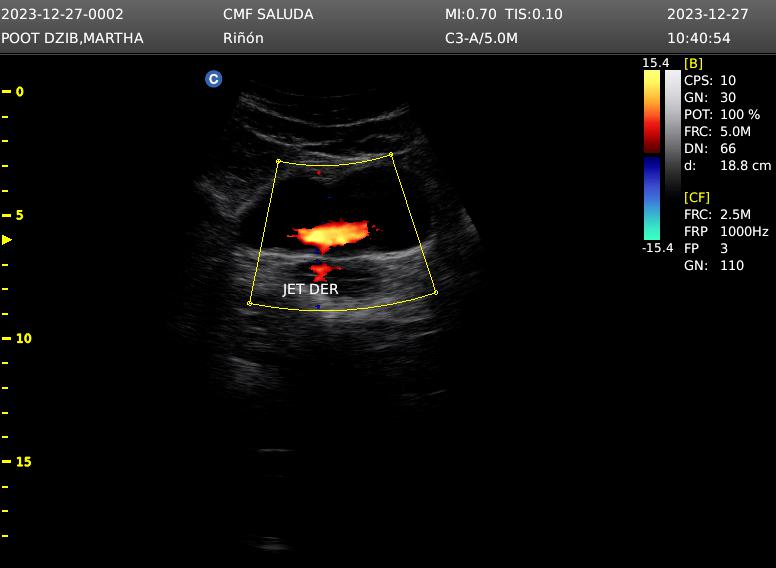 2023-12-27-0002 CMF SALUDA MI:0.70 TIS:0.10 2023-12-27
POOT DZIB,MARTHA Riñón C3-A/5.0M 10:40:54
C
15.4 [B]
CPS: 10
GN: 30
POT: 100 %
FRC: 5.0M
DN: 66
d: 18.8 cm
[CF]
FRC: 2.5M
FRP 1000Hz
-15.4 FP 3
GN: 110
0
5
10
15
JET DER